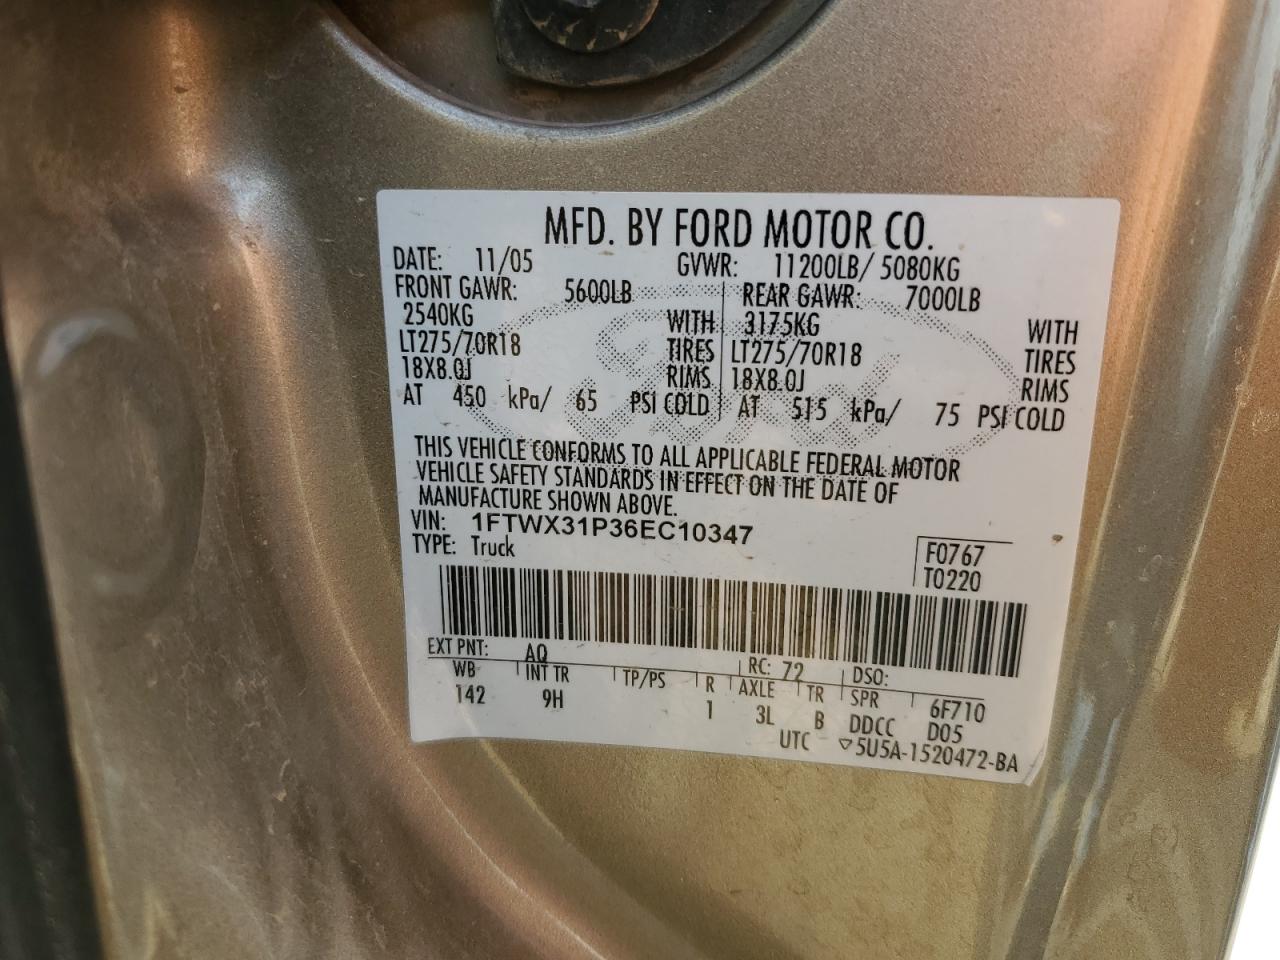 MFD. BY FORD MOTOR CO.
DATE: 11/05 GVWR: 11200LB/ 5080KG
FRONT GAWR: 5600LB REAR GAWR: 7000LB
2540KG WITH 3175KG WITH
LT275/70R18 TIRES LT275/70R18 TIRES
18X8.0J RIMS 18X8.0J RIMS
AT 450 kPa/ 65 PSI COLD AT 515 kPa/ 75 PSI COLD
THIS VEHICLE CONFORMS TO ALL APPLICABLE FEDERAL MOTOR
VEHICLE SAFETY STANDARDS IN EFFECT ON THE DATE OF
MANUFACTURE SHOWN ABOVE.
VIN: 1FTWX31P36EC10347
TYPE: Truck
F0767
T0220
EXT PNT: AQ RC: 72 DSO:
WB INT TR TP/PS R AXLE TR SPR 6F710
142 9H 1 3L B DDCC D05
UTC ▽5U5A-1520472-BA
Ford